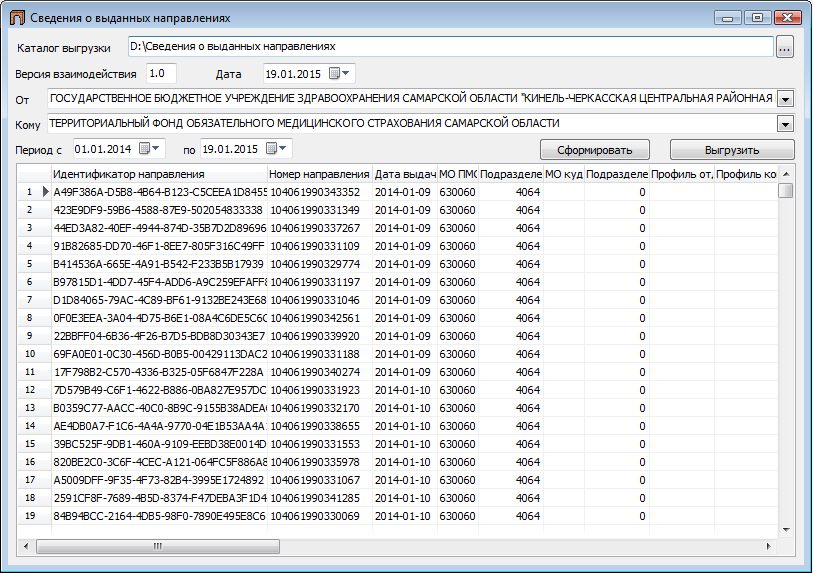 Сведения о выданных направлениях
Каталог выгрузки D:\Сведения о выданных направлениях ...
Версия взаимодействия 1.0 Дата 19.01.2015
От ГОСУДАРСТВЕННОЕ БЮДЖЕТНОЕ УЧРЕЖДЕНИЕ ЗДРАВООХРАНЕНИЯ САМАРСКОЙ ОБЛАСТИ "КИНЕЛЬ-ЧЕРКАССКАЯ ЦЕНТРАЛЬНАЯ РАЙОННАЯ
Кому ТЕРРИТОРИАЛЬНЫЙ ФОНД ОБЯЗАТЕЛЬНОГО МЕДИЦИНСКОГО СТРАХОВАНИЯ САМАРСКОЙ ОБЛАСТИ
Период с 01.01.2014 по 19.01.2015 Сформировать Выгрузить
Идентификатор направления Номер направления Дата выдач МО ПМС Подразделе МО куд Подразделе Профиль от, Профиль ко
1 A49F386A-D5B8-4B64-B123-C5CEEA1D8455 104061990343352 2014-01-09 630060 4064 0
2 423E9DF9-59B6-4588-87E9-502054833338 104061990331349 2014-01-09 630060 4064 0
3 44ED3A82-40EF-4944-874D-35B7D2D89696 104061990337267 2014-01-09 630060 4064 0
4 91B82685-DD70-46F1-8EE7-805F316C49FF 104061990331109 2014-01-09 630060 4064 0
5 B414536A-665E-4A91-B542-F233B5B17939 104061990329774 2014-01-09 630060 4064 0
6 B97815D1-4DD7-45F4-ADD6-A9C259EFAFF8 104061990331197 2014-01-09 630060 4064 0
7 D1D84065-79AC-4C89-BF61-9132BE243E68 104061990331046 2014-01-09 630060 4064 0
8 0F0E3EEA-3A04-4D75-B6E1-08A4C6DE5C6C 104061990342561 2014-01-09 630060 4064 0
9 22BBFF04-6B36-4F26-B7D5-BDB8D30343E7 104061990339920 2014-01-09 630060 4064 0
10 69FA0E01-0C30-456D-B0B5-00429113DAC2 104061990331188 2014-01-09 630060 4064 0
11 17F798B2-C570-4336-B325-05F6847F228A 104061990340274 2014-01-09 630060 4064 0
12 7D579B49-C6F1-4622-B886-0BA827E957DC 104061990331923 2014-01-10 630060 4064 0
13 B0359C77-AACC-40C0-8B9C-9155B38ADEA 104061990332170 2014-01-10 630060 4064 0
14 AE4DB0A7-F1C6-4A4A-9770-04E1B53AA4A 104061990338655 2014-01-10 630060 4064 0
15 39BC525F-9DB1-460A-9109-EEBD38E0014D 104061990331553 2014-01-10 630060 4064 0
16 820BE2C0-3C6F-4CEC-A121-064FC5F886A8 104061990335978 2014-01-10 630060 4064 0
17 A5009DFF-9F35-4F73-82B4-3995E1724892 104061990331067 2014-01-10 630060 4064 0
18 2591CF8F-7689-4B5D-8374-F47DEBA3F1D4 104061990341285 2014-01-10 630060 4064 0
19 84B94BCC-2164-4DB5-98F0-7890E495E8C6 104061990330069 2014-01-10 630060 4064 0